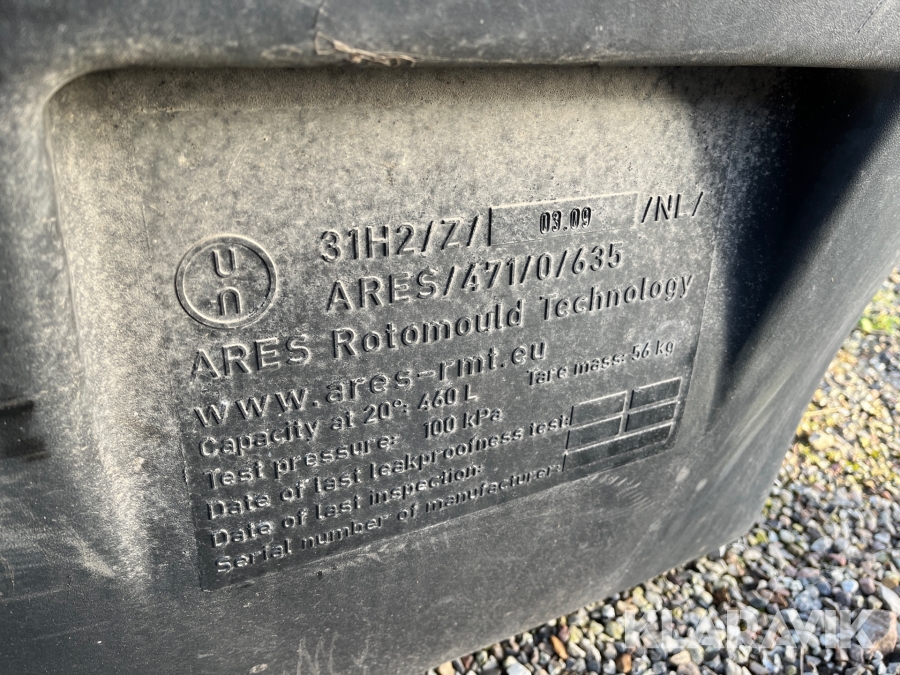 un
31H2/Z/ 03.09 /NL/
ARES/471/0/635
ARES Rotomould Technology
www.ares-rmt.eu
Capacity at 20°: 460 L Tare mass: 56 kg
Test pressure: 100 kPa
Date of last leakproofness test:
Date of last inspection:
Serial number of manufacturer:
KLARAVIK